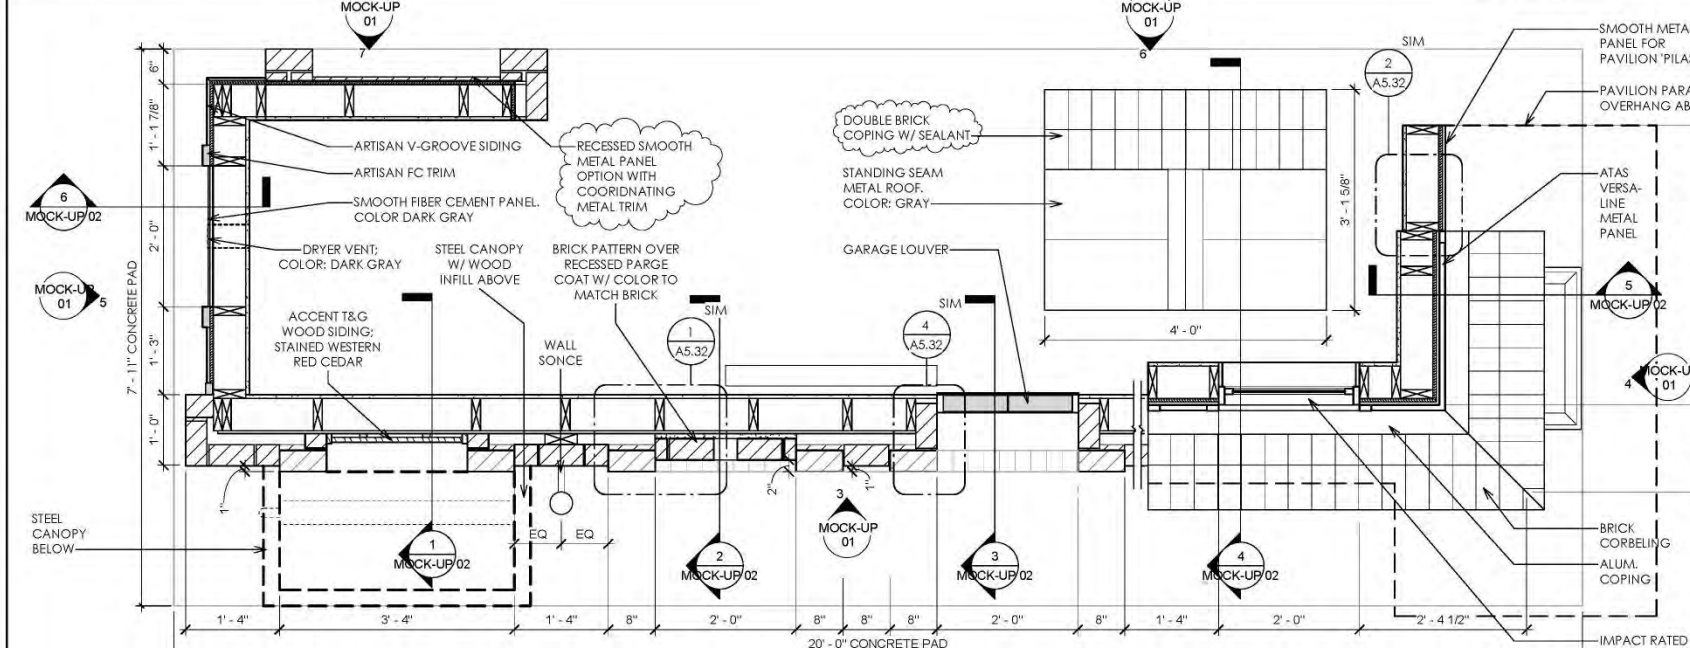 MOCK-UP
01
7
MOCK-UP
01
6
SIM
2
A5.32
SMOOTH META
PANEL FOR
PAVILION 'PILA
PAVILION PARA
OVERHANG AB
6"
1' - 1 7/8"
2' - 0"
1' - 3"
1' - 0"
7' - 11" CONCRETE PAD
ARTISAN V-GROOVE SIDING
ARTISAN FC TRIM
SMOOTH FIBER CEMENT PANEL.
COLOR DARK GRAY
DRYER VENT;
COLOR: DARK GRAY
RECESSED SMOOTH
METAL PANEL
OPTION WITH
COORIDNATING
METAL TRIM
DOUBLE BRICK
COPING W/ SEALANT
STANDING SEAM
METAL ROOF.
COLOR: GRAY
GARAGE LOUVER
3' - 1 5/8"
4' - 0"
ATAS
VERSA-
LINE
METAL
PANEL
6
MOCK-UP 02
MOCK-UP
01
5
STEEL CANOPY
W/ WOOD
INFILL ABOVE
BRICK PATTERN OVER
RECESSED PARGE
COAT W/ COLOR TO
MATCH BRICK
ACCENT T&G
WOOD SIDING;
STAINED WESTERN
RED CEDAR
WALL
SONCE
SIM
1
A5.32
SIM
4
A5.32
5
MOCK-UP 02
4
MOCK-UP
01
1"
2"
1"
3
MOCK-UP
01
EQ
EQ
STEEL
CANOPY
BELOW
1
MOCK-UP 02
2
MOCK-UP 02
3
MOCK-UP 02
4
MOCK-UP 02
BRICK
CORBELING
ALUM.
COPING
IMPACT RATED
1' - 4"
3' - 4"
1' - 4"
8"
2' - 0"
8"
8"
8"
2' - 0"
8"
1' - 4"
2' - 0"
2' - 4 1/2"
20' - 0" CONCRETE PAD